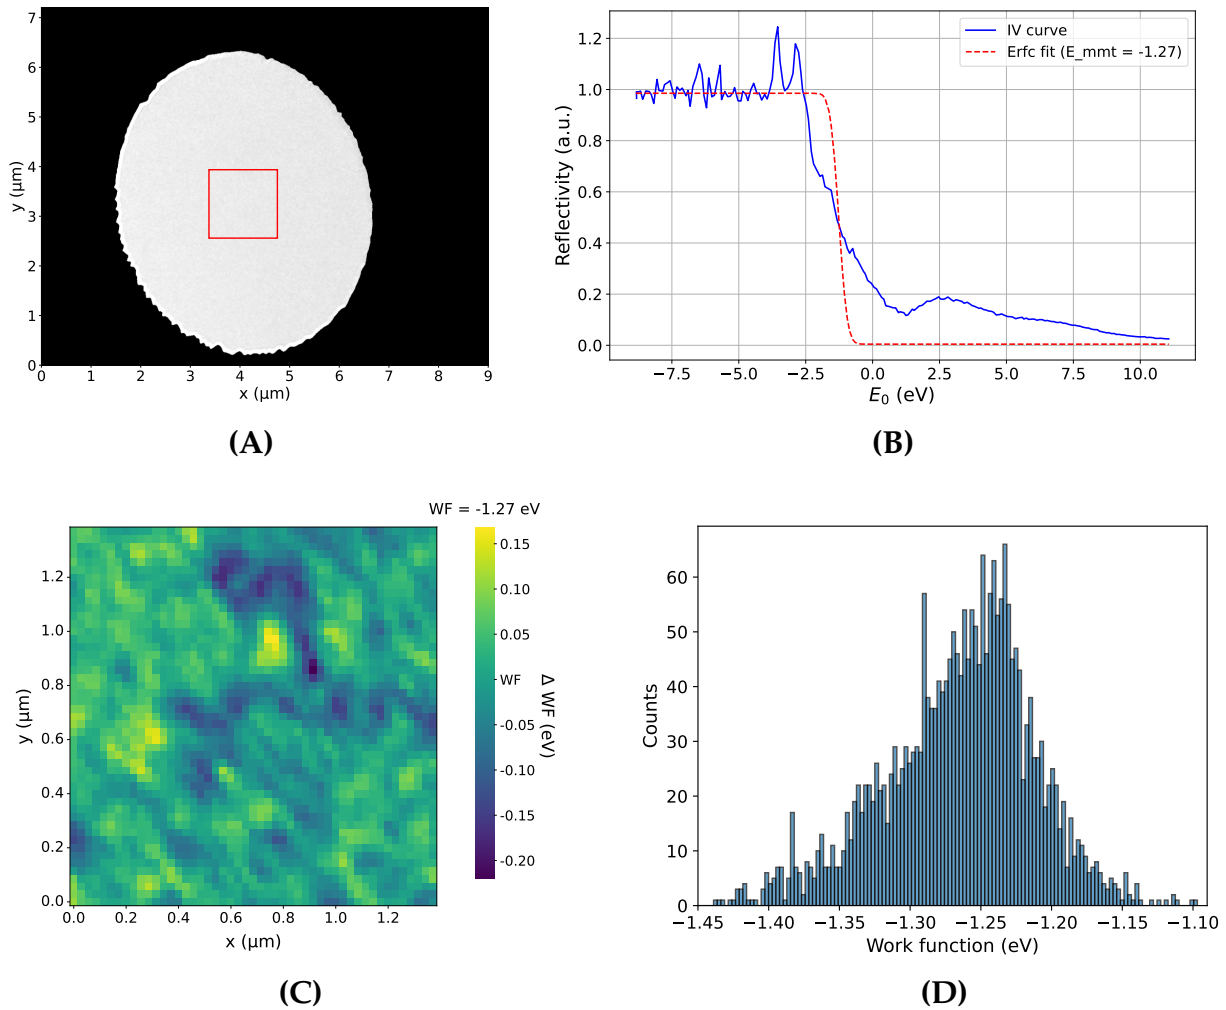 7
6
5
4
3
2
1
0
y (μm)
0 1 2 3 4 5 6 7 8 9
x (μm)
(A)
1.2
1.0
0.8
0.6
0.4
0.2
0.0
Reflectivity (a.u.)
IV curve
Erfc fit (E_mmt = -1.27)
−7.5 −5.0 −2.5 0.0 2.5 5.0 7.5 10.0
E₀ (eV)
(B)
WF = -1.27 eV
1.2
1.0
0.8
0.6
0.4
0.2
0.0
y (μm)
0.0 0.2 0.4 0.6 0.8 1.0 1.2
x (μm)
0.15
0.10
0.05
WF
-0.05
-0.10
-0.15
-0.20
Δ WF (eV)
(C)
60
50
40
30
20
10
0
Counts
−1.45 −1.40 −1.35 −1.30 −1.25 −1.20 −1.15 −1.10
Work function (eV)
(D)